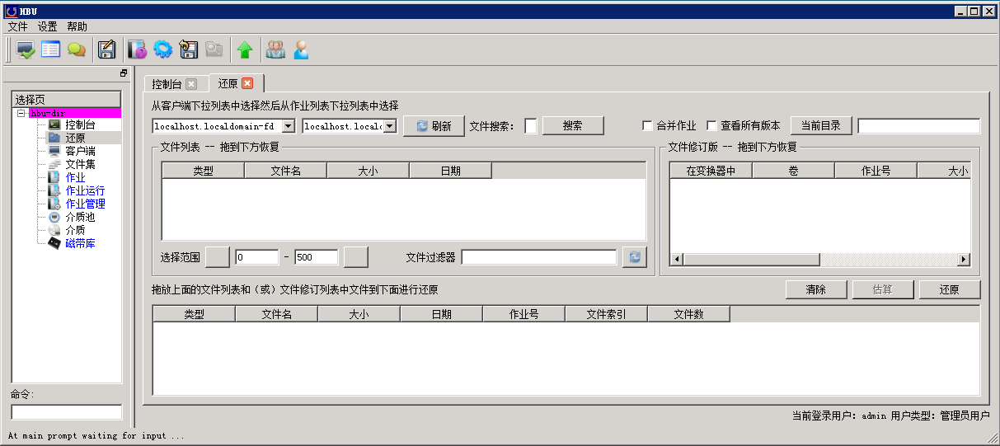 HBU
文件 设置 帮助
选择页
hbu-dir
控制台
还原
客户端
文件集
作业
作业运行
作业管理
介质池
介质
磁带库
命令:
控制台 还原
从客户端下拉列表中选择然后从作业列表下拉列表中选择
localhost.localdomain-fd localhost.local 刷新 文件搜索: 搜索 合并作业 查看所有版本 当前目录
文件列表 -- 拖到下方恢复
类型 文件名 大小 日期
选择范围 0 - 500 文件过滤器
文件修订版 -- 拖到下方恢复
在变换器中 卷 作业号 大小
拖放上面的文件列表和（或）文件修订列表中文件到下面进行还原
清除 估算 还原
类型 文件名 大小 日期 作业号 文件索引 文件数
当前登录用户: admin 用户类型: 管理员用户
At main prompt waiting for input ...